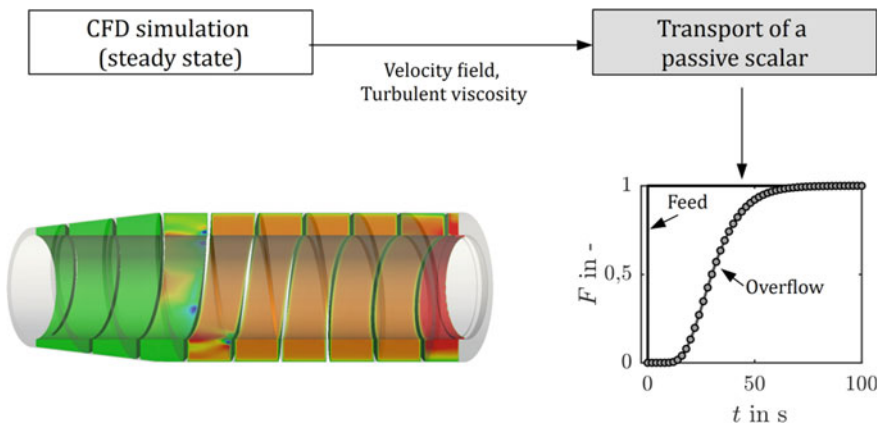 CFD simulation
(steady state)
Velocity field,
Turbulent viscosity
Transport of a
passive scalar
1
Feed
0,5
Overflow
0
F in -
0
50
100
t in s